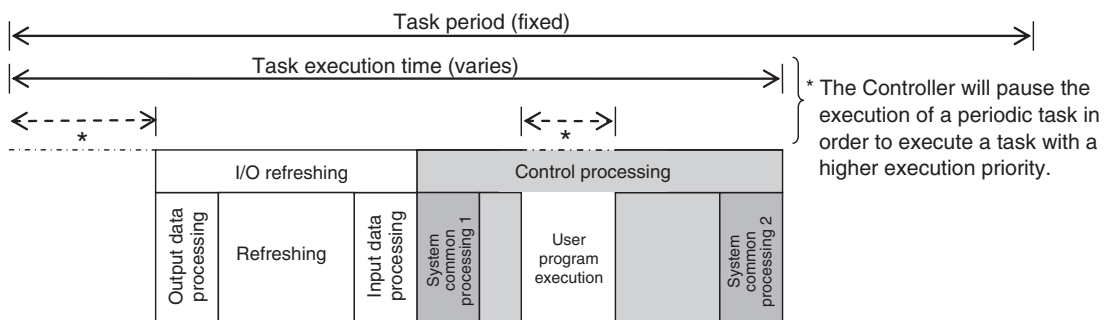 Task period (fixed)
Task execution time (varies)
* The Controller will pause the
execution of a periodic task in
order to execute a task with a
higher execution priority.
*
*
I/O refreshing
Control processing
Output data
processing
Refreshing
Input data
processing
System
common
processing 1
User
program
execution
System
common
processing 2